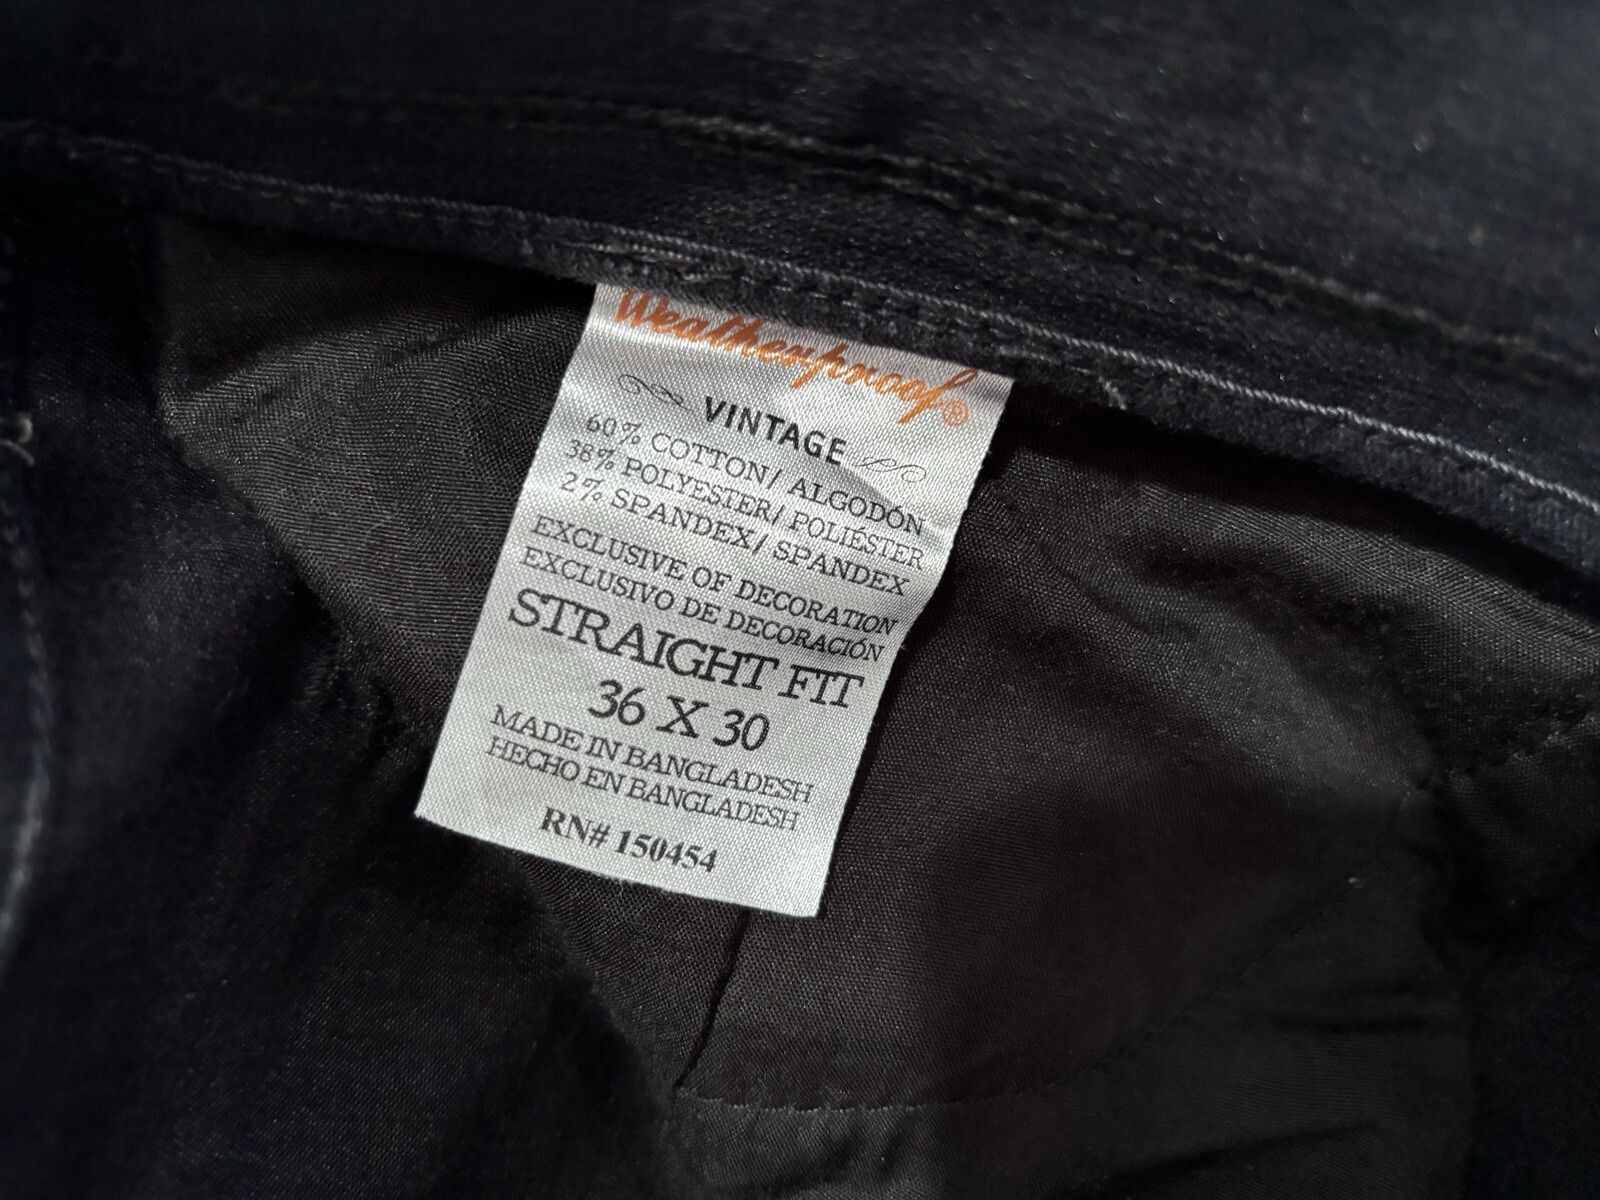 Weatherproof®
VINTAGE
60% COTTON/ ALGODÓN
38% POLYESTER/ POLIÉSTER
2% SPANDEX/ SPANDEX
EXCLUSIVE OF DECORATION
EXCLUSIVO DE DECORACIÓN
STRAIGHT FIT
36 X 30
MADE IN BANGLADESH
HECHO EN BANGLADESH
RN# 150454